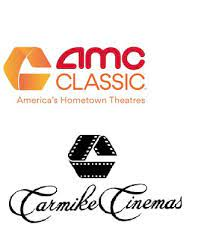 amc
CLASSIC
America's Hometown Theatres
Carmike Cinemas